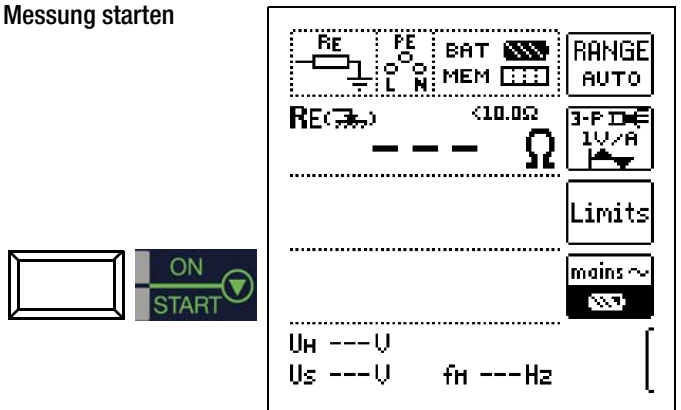 Messung starten
RE
PE
L N
BAT
MEM
RANGE
AUTO
RE( ) <10.0Ω
--- Ω
3-P
1V/A
Limits
mains ~
ON
START
UH ---V
US ---V fH ---Hz